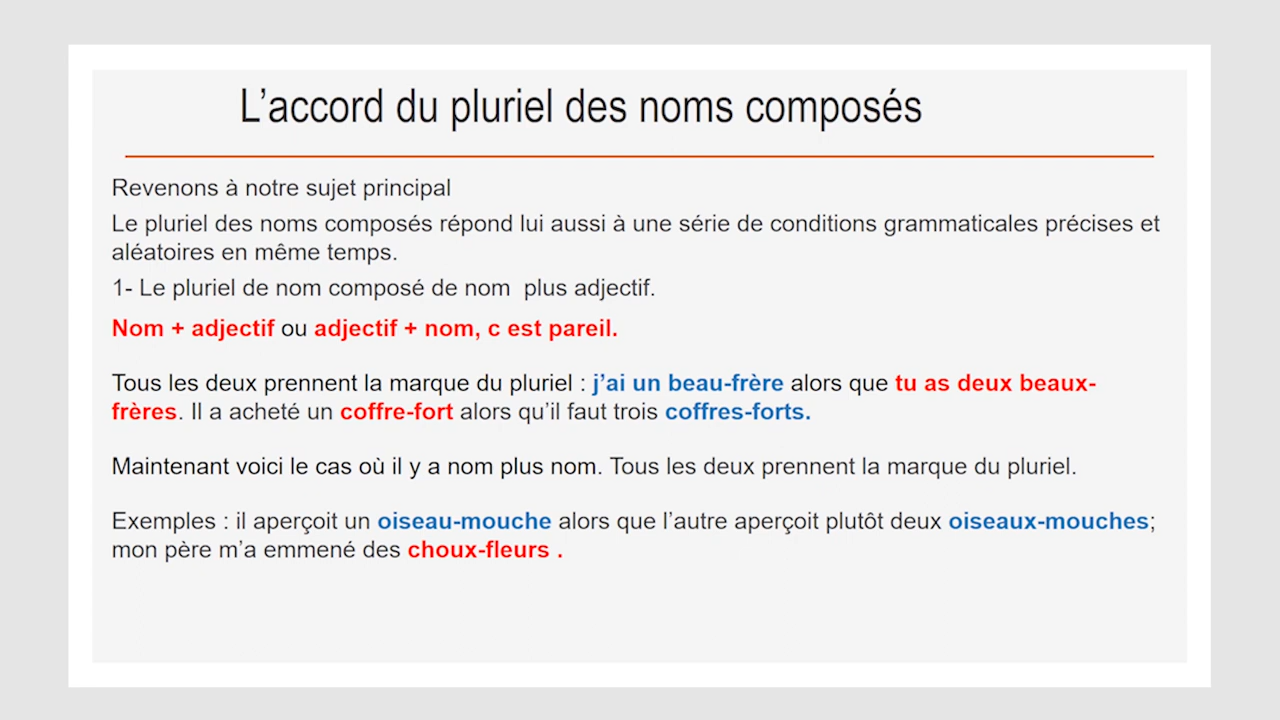 L’accord du pluriel des noms composés
Revenons à notre sujet principal
Le pluriel des noms composés répond lui aussi à une série de conditions grammaticales précises et
aléatoires en même temps.
1- Le pluriel de nom composé de nom  plus adjectif.
Nom + adjectif ou adjectif + nom, c est pareil.
Tous les deux prennent la marque du pluriel : j’ai un beau-frère alors que tu as deux beaux-
frères. Il a acheté un coffre-fort alors qu’il faut trois coffres-forts.
Maintenant voici le cas où il y a nom plus nom. Tous les deux prennent la marque du pluriel.
Exemples : il aperçoit un oiseau-mouche alors que l’autre aperçoit plutôt deux oiseaux-mouches;
mon père m’a emmené des choux-fleurs .